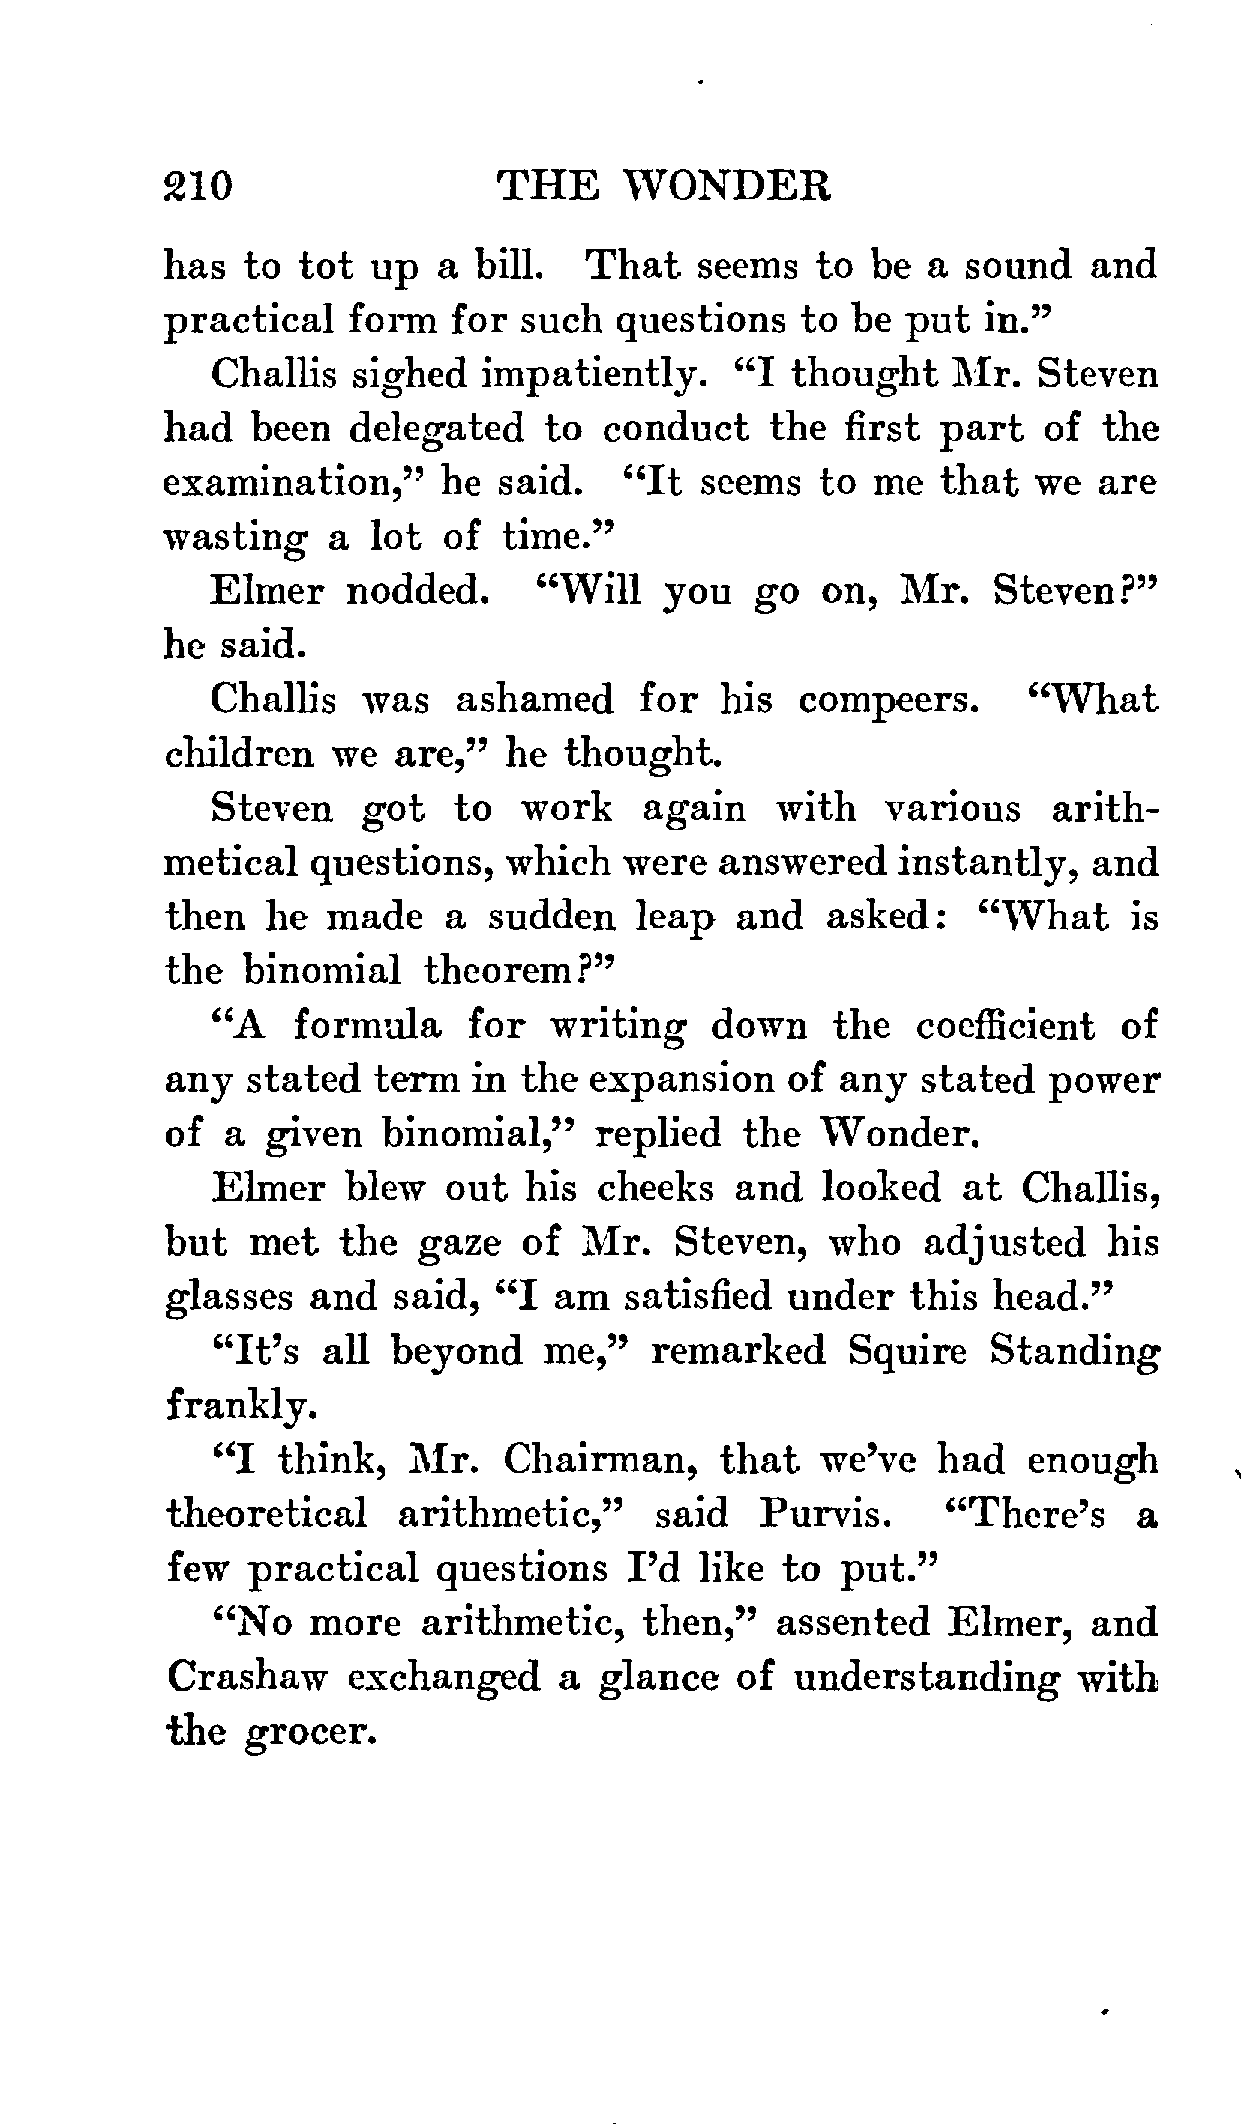 210 THE WONDER
has to tot up a bill. That seems to be a sound and
practical form for such questions to be put in.”
Challis sighed impatiently. “I thought Mr. Steven
had been delegated to conduct the first part of the
examination,” he said. “It seems to me that we are
wasting a lot of time.”
Elmer nodded. “Will you go on, Mr. Steven?”
he said.
Challis was ashamed for his compeers. “What
children we are,” he thought.
Steven got to work again with various arith-
metical questions, which were answered instantly, and
then he made a sudden leap and asked: “What is
the binomial theorem?”
“A formula for writing down the coefficient of
any stated term in the expansion of any stated power
of a given binomial,” replied the Wonder.
Elmer blew out his cheeks and looked at Challis,
but met the gaze of Mr. Steven, who adjusted his
glasses and said, “I am satisfied under this head.”
“It’s all beyond me,” remarked Squire Standing
frankly.
“I think, Mr. Chairman, that we’ve had enough
theoretical arithmetic,” said Purvis. “There’s a
few practical questions I’d like to put.”
“No more arithmetic, then,” assented Elmer, and
Crashaw exchanged a glance of understanding with
the grocer.